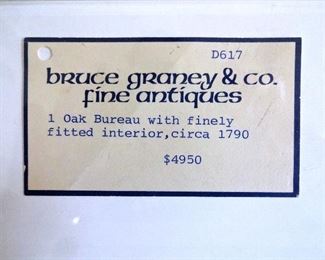 D617
bruce graney & co.
fine antiques
1 Oak Bureau with finely
fitted interior,circa 1790
$4950